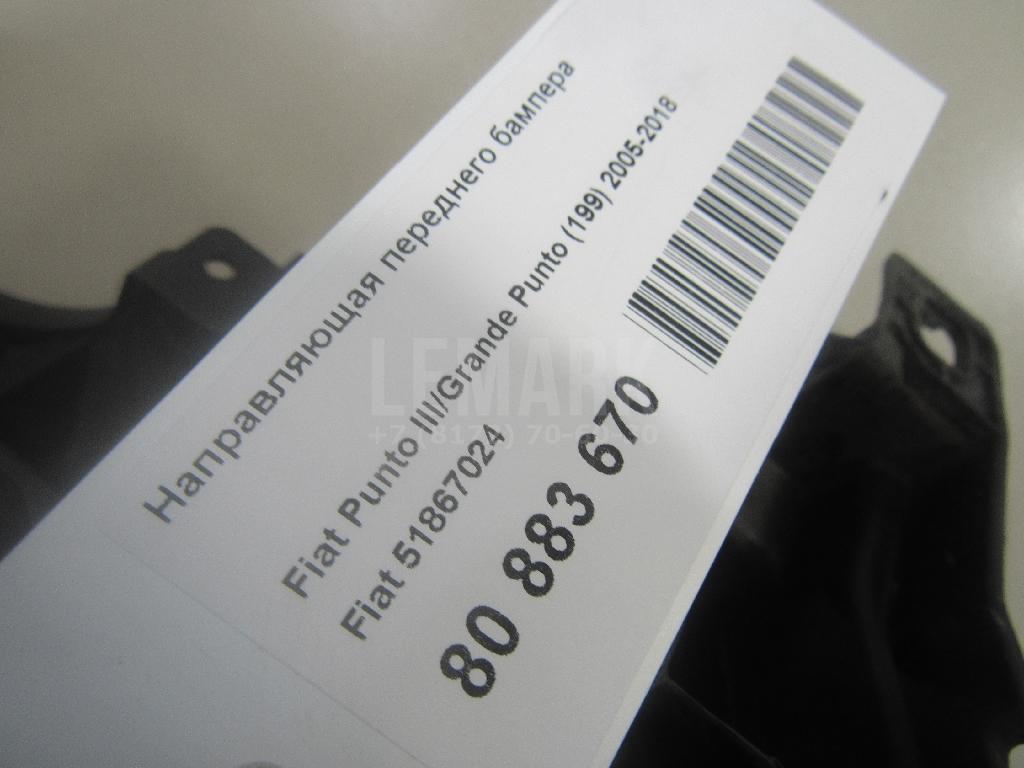 Направляющая переднего бампера
Fiat Punto III/Grande Punto (199) 2005-2018
Fiat 51867024
80 883 670
LEMARK